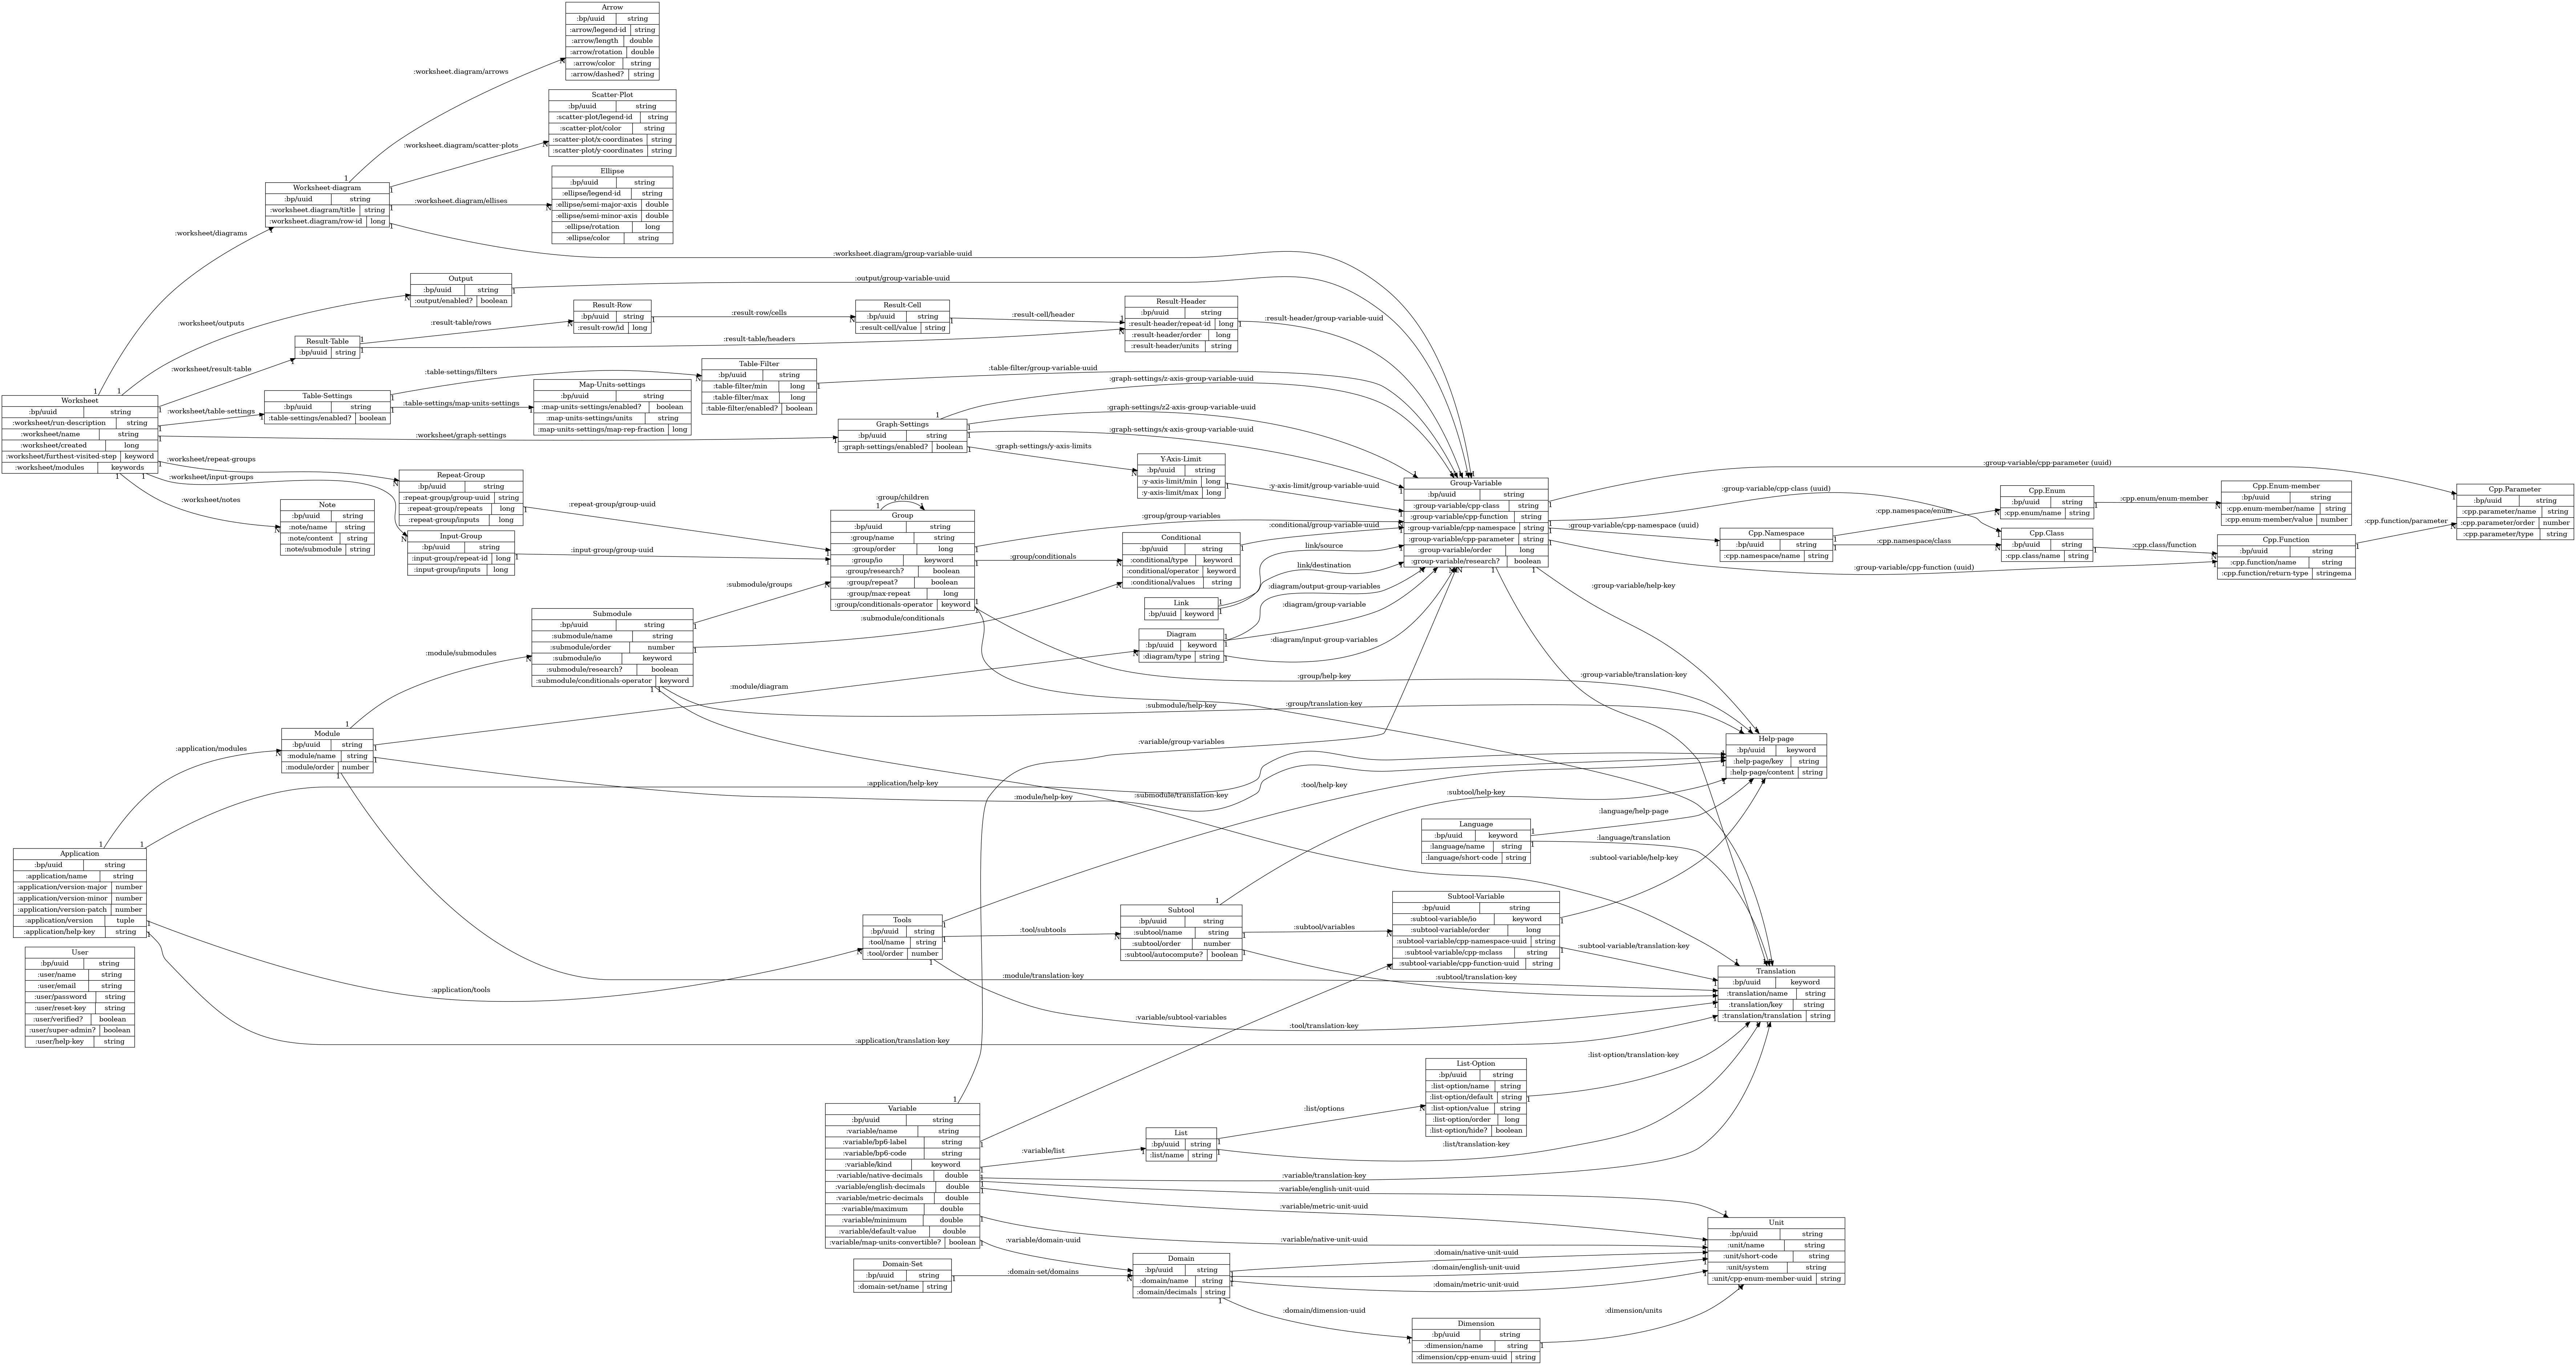 Arrow
:bp/uuid string
:arrow/legend-id string
:arrow/length double
:arrow/rotation double
:arrow/color string
:arrow/dashed? string
:worksheet.diagram/arrows
Scatter-Plot
:bp/uuid string
:scatter-plot/legend-id string
:scatter-plot/color string
:scatter-plot/x-coordinates string
:scatter-plot/y-coordinates string
:worksheet.diagram/scatter-plots
Ellipse
:bp/uuid string
:ellipse/legend-id string
:ellipse/semi-major-axis double
:ellipse/semi-minor-axis double
:ellipse/rotation long
:ellipse/color string
:worksheet.diagram/ellises
Worksheet-diagram
:bp/uuid string
:worksheet.diagram/title string
:worksheet.diagram/row-id long
:worksheet/diagrams
:worksheet.diagram/group-variable-uuid
Output
:bp/uuid string
:output/enabled? boolean
:output/group-variable-uuid
:worksheet/outputs
Result-Row
:bp/uuid string
:result-row/id long
:result-table/rows
:result-row/cells
Result-Cell
:bp/uuid string
:result-cell/value string
:result-cell/header
Result-Header
:bp/uuid string
:result-header/repeat-id long
:result-header/order long
:result-header/units string
:result-header/group-variable-uuid
Result-Table
:bp/uuid string
:result-table/headers
:worksheet/result-table
Table-Filter
:bp/uuid string
:table-filter/min long
:table-filter/max long
:table-filter/enabled? boolean
:table-settings/filters
:table-filter/group-variable-uuid
Map-Units-settings
:bp/uuid string
:map-units-settings/enabled? boolean
:map-units-settings/units string
:map-units-settings/map-rep-fraction long
:table-settings/map-units-settings
Table-Settings
:bp/uuid string
:table-settings/enabled? boolean
:worksheet/table-settings
Worksheet
:bp/uuid string
:worksheet/run-description string
:worksheet/name string
:worksheet/created long
:worksheet/furthest-visited-step keyword
:worksheet/modules keywords
:worksheet/graph-settings
:worksheet/repeat-groups
:worksheet/input-groups
:worksheet/notes
Graph-Settings
:bp/uuid string
:graph-settings/enabled? boolean
:graph-settings/z-axis-group-variable-uuid
:graph-settings/z2-axis-group-variable-uuid
:graph-settings/x-axis-group-variable-uuid
:graph-settings/y-axis-limits
Y-Axis-Limit
:bp/uuid string
:y-axis-limit/min long
:y-axis-limit/max long
:y-axis-limit/group-variable-uuid
Repeat-Group
:bp/uuid string
:repeat-group/group-uuid string
:repeat-group/repeats long
:repeat-group/inputs long
:repeat-group/group-uuid
Note
:bp/uuid string
:note/name string
:note/content string
:note/submodule string
Input-Group
:bp/uuid string
:input-group/repeat-id long
:input-group/inputs long
:input-group/group-uuid
:group/children
Group
:bp/uuid string
:group/name string
:group/order long
:group/io keyword
:group/research? boolean
:group/repeat? boolean
:group/max-repeat long
:group/conditionals-operator keyword
:group/group-variables
:group/conditionals
Conditional
:bp/uuid string
:conditional/type keyword
:conditional/operator keyword
:conditional/values string
:conditional/group-variable-uuid
Group-Variable
:bp/uuid string
:group-variable/cpp-class string
:group-variable/cpp-function string
:group-variable/cpp-namespace string
:group-variable/cpp-parameter string
:group-variable/order long
:group-variable/research? boolean
:group-variable/cpp-parameter (uuid)
:group-variable/cpp-class (uuid)
:group-variable/cpp-namespace (uuid)
:group-variable/cpp-function (uuid)
:group-variable/help-key
:group-variable/translation-key
Cpp.Namespace
:bp/uuid string
:cpp.namespace/name string
:cpp.namespace/enum
:cpp.namespace/class
Cpp.Enum
:bp/uuid string
:cpp.enum/name string
:cpp.enum/enum-member
Cpp.Class
:bp/uuid string
:cpp.class/name string
:cpp.class/function
Cpp.Enum-member
:bp/uuid string
:cpp.enum-member/name string
:cpp.enum-member/value number
Cpp.Function
:bp/uuid string
:cpp.function/name string
:cpp.function/return-type stringema
:cpp.function/parameter
Cpp.Parameter
:bp/uuid string
:cpp.parameter/name string
:cpp.parameter/order number
:cpp.parameter/type string
Link
:bp/uuid keyword
link/source
link/destination
Diagram
:bp/uuid keyword
:diagram/type string
:diagram/output-group-variables
:diagram/group-variable
:diagram/input-group-variables
Submodule
:bp/uuid string
:submodule/name string
:submodule/order number
:submodule/io keyword
:submodule/research? boolean
:submodule/conditionals-operator keyword
:submodule/groups
:submodule/conditionals
:module/submodules
:module/diagram
:group/help-key
:submodule/help-key
:group/translation-key
:variable/group-variables
Module
:bp/uuid string
:module/name string
:module/order number
:application/modules
:application/help-key
:module/help-key
:submodule/translation-key
:tool/help-key
:subtool/help-key
Help-page
:bp/uuid keyword
:help-page/key string
:help-page/content string
Language
:bp/uuid keyword
:language/name string
:language/short-code string
:language/help-page
:language/translation
:subtool-variable/help-key
Application
:bp/uuid string
:application/name string
:application/version-major number
:application/version-minor number
:application/version-patch number
:application/version tuple
:application/help-key string
User
:bp/uuid string
:user/name string
:user/email string
:user/password string
:user/reset-key string
:user/verified? boolean
:user/super-admin? boolean
:user/help-key string
Tools
:bp/uuid string
:tool/name string
:tool/order number
:tool/subtools
Subtool
:bp/uuid string
:subtool/name string
:subtool/order number
:subtool/autocompute? boolean
:subtool/variables
Subtool-Variable
:bp/uuid string
:subtool-variable/io keyword
:subtool-variable/order long
:subtool-variable/cpp-namespace-uuid string
:subtool-variable/cpp-mclass string
:subtool-variable/cpp-function-uuid string
:subtool-variable/translation-key
:subtool/translation-key
:module/translation-key
:application/tools
:variable/subtool-variables
:tool/translation-key
:application/translation-key
Translation
:bp/uuid keyword
:translation/name string
:translation/key string
:translation/translation string
List-Option
:bp/uuid string
:list-option/name string
:list-option/default string
:list-option/value string
:list-option/order long
:list-option/hide? boolean
:list-option/translation-key
:list/options
List
:bp/uuid string
:list/name string
:list/translation-key
Variable
:bp/uuid string
:variable/name string
:variable/bp6-label string
:variable/bp6-code string
:variable/kind keyword
:variable/native-decimals double
:variable/english-decimals double
:variable/metric-decimals double
:variable/maximum double
:variable/minimum double
:variable/default-value double
:variable/map-units-convertible? boolean
:variable/list
:variable/translation-key
:variable/english-unit-uuid
:variable/metric-unit-uuid
:variable/native-unit-uuid
:variable/domain-uuid
Domain-Set
:bp/uuid string
:domain-set/name string
:domain-set/domains
Domain
:bp/uuid string
:domain/name string
:domain/decimals string
:domain/native-unit-uuid
:domain/english-unit-uuid
:domain/metric-unit-uuid
:domain/dimension-uuid
Unit
:bp/uuid string
:unit/name string
:unit/short-code string
:unit/system string
:unit/cpp-enum-member-uuid string
Dimension
:bp/uuid string
:dimension/name string
:dimension/cpp-enum-uuid string
:dimension/units